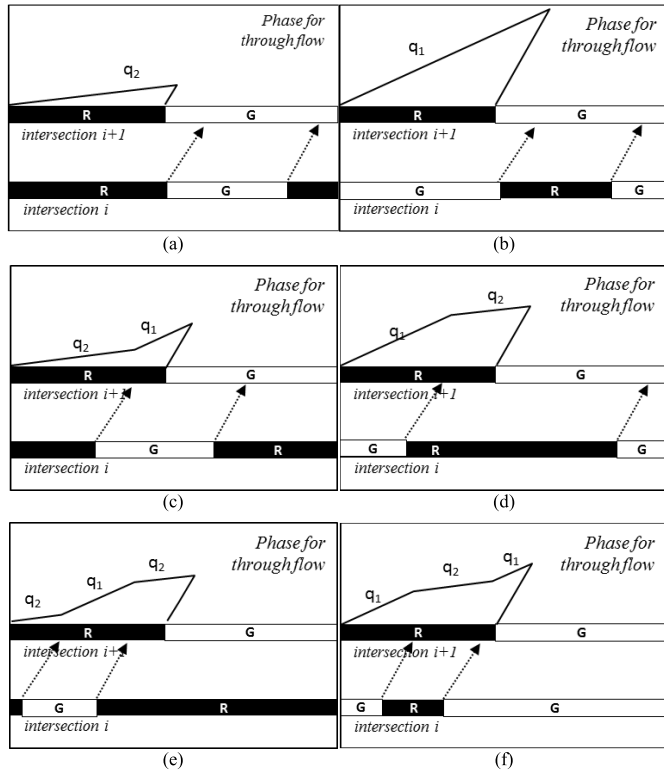 Phase for
through flow
q2
R
G
intersection i+1
R
G
intersection i
(a)
Phase for
through flow
q1
R
G
intersection i+1
G
R
G
intersection i
(b)
Phase for
through flow
q1
q2
R
G
intersection i+1
G
R
intersection i
(c)
Phase for
through flow
q2
q1
R
G
intersection i+1
G
R
G
intersection i
(d)
Phase for
through flow
q2
q1
q2
R
G
intersection i+1
G
R
intersection i
(e)
Phase for
through flow
q1
q2
q1
R
G
intersection i+1
G
R
G
intersection i
(f)